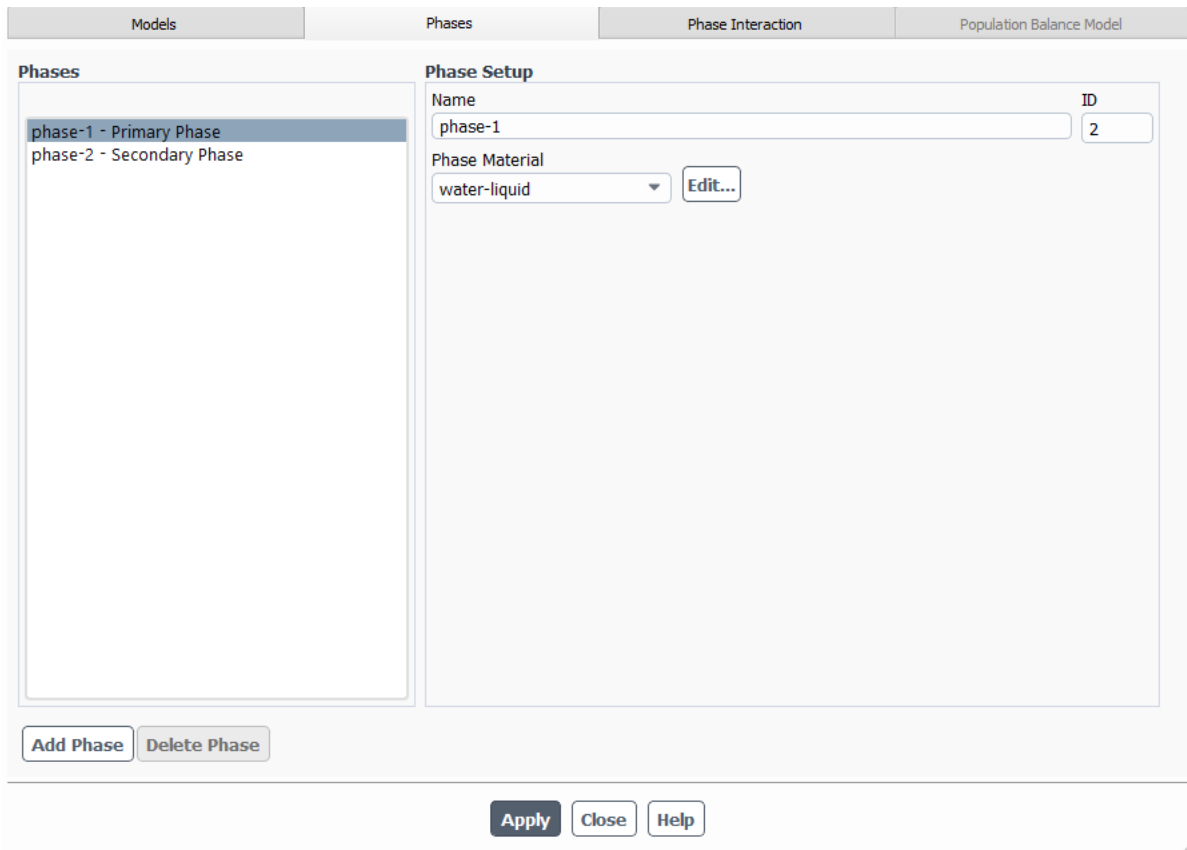 Models
Phases
Phase Interaction
Population Balance Model
Phases
phase-1 - Primary Phase
phase-2 - Secondary Phase
Phase Setup
Name
ID
phase-1
2
Phase Material
water-liquid
Edit...
Add Phase
Delete Phase
Apply
Close
Help